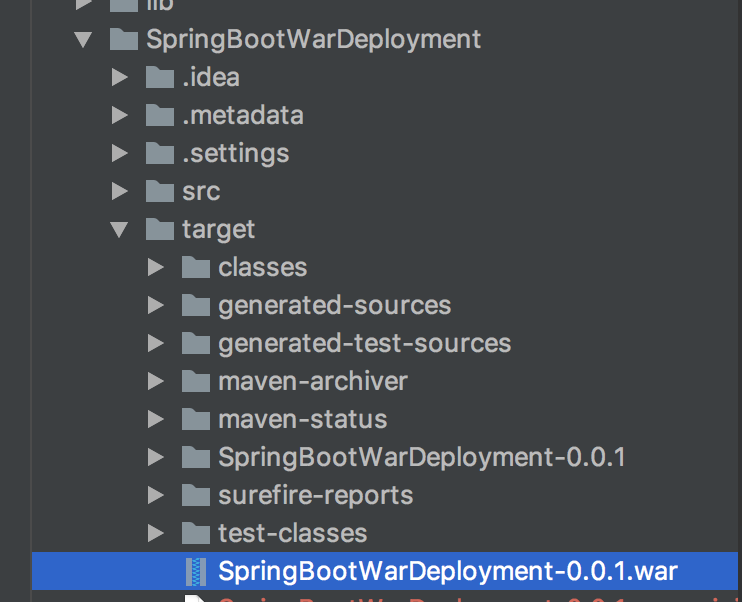 lib
SpringBootWarDeployment
.idea
.metadata
.settings
src
target
classes
generated-sources
generated-test-sources
maven-archiver
maven-status
SpringBootWarDeployment-0.0.1
surefire-reports
test-classes
SpringBootWarDeployment-0.0.1.war